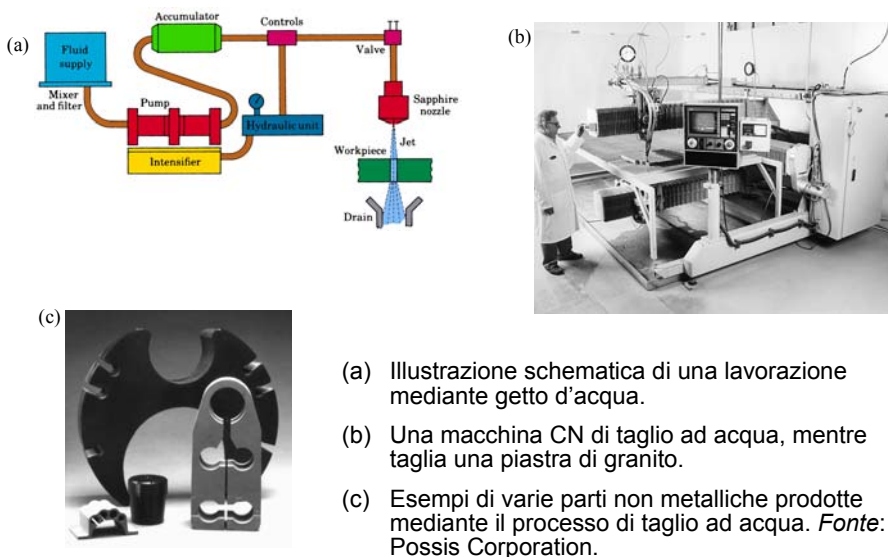 (a)
Accumulator
Controls
Fluid
supply
Valve
Mixer
and filter
Pump
Sapphire
nozzle
Hydraulic unit
Jet
Intensifier
Workpiece
Drain
(b)
(c)
(a) Illustrazione schematica di una lavorazione
mediante getto d'acqua.
(b) Una macchina CN di taglio ad acqua, mentre
taglia una piastra di granito.
(c) Esempi di varie parti non metalliche prodotte
mediante il processo di taglio ad acqua. Fonte:
Possis Corporation.